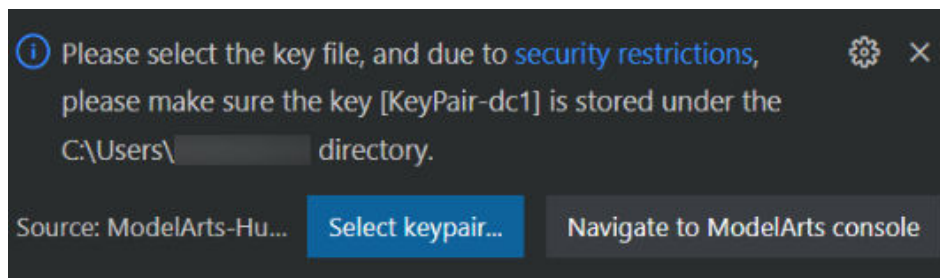 Please select the key file, and due to security restrictions,
please make sure the key [KeyPair-dc1] is stored under the
C:\Users\ directory.
Source: ModelArts-Hu... Select keypair... Navigate to ModelArts console